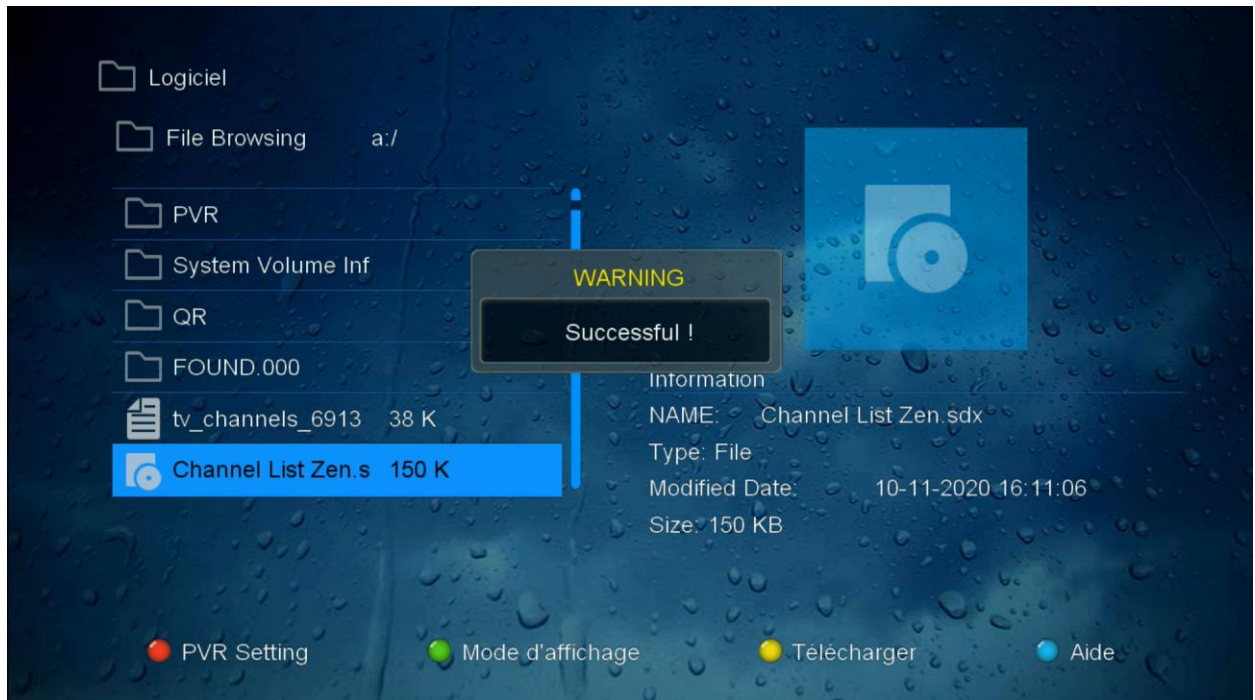 Logiciel
File Browsing a:/
PVR
System Volume Inf
QR
FOUND.000
tv_channels_6913 38 K
Channel List Zen.s 150 K
WARNING
Successful !
Information
NAME: Channel List Zen.sdx
Type: File
Modified Date: 10-11-2020 16:11:06
Size: 150 KB
PVR Setting Mode d'affichage Télécharger Aide